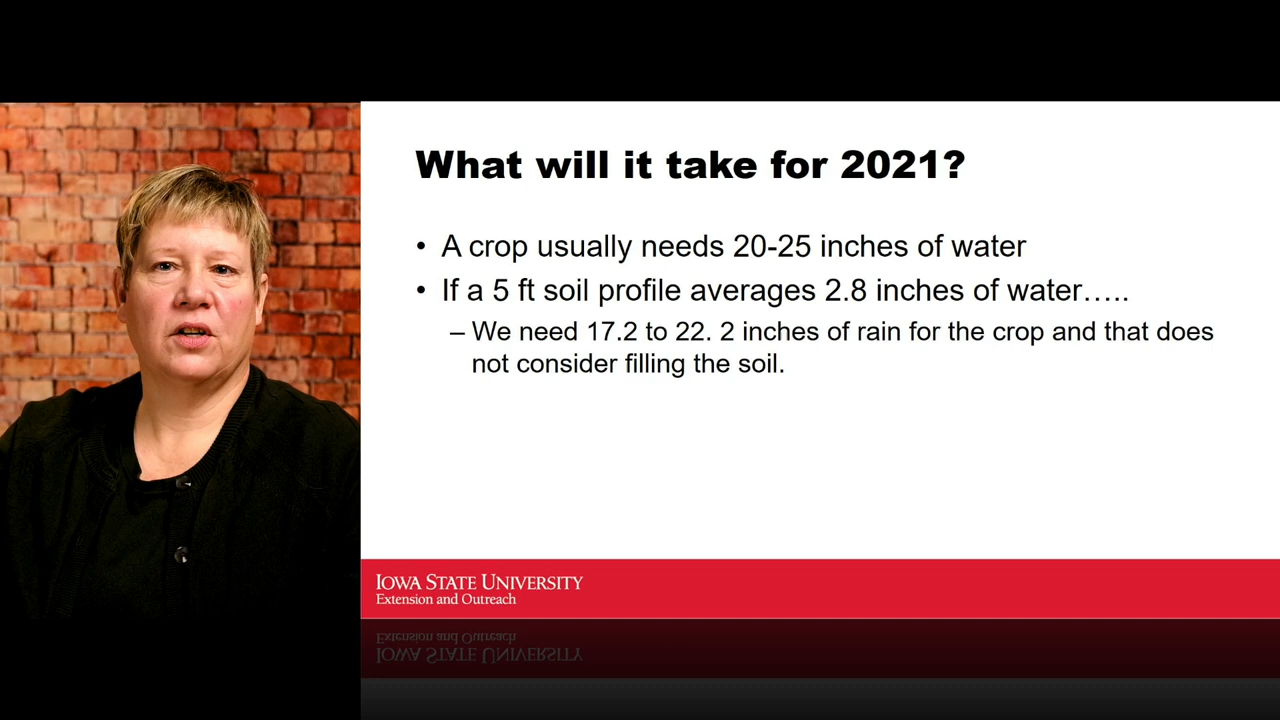 What will it take for 2021?
• A crop usually needs 20-25 inches of water
• If a 5 ft soil profile averages 2.8 inches of water…..
– We need 17.2 to 22. 2 inches of rain for the crop and that does
not consider filling the soil.
IOWA STATE UNIVERSITY
Extension and Outreach